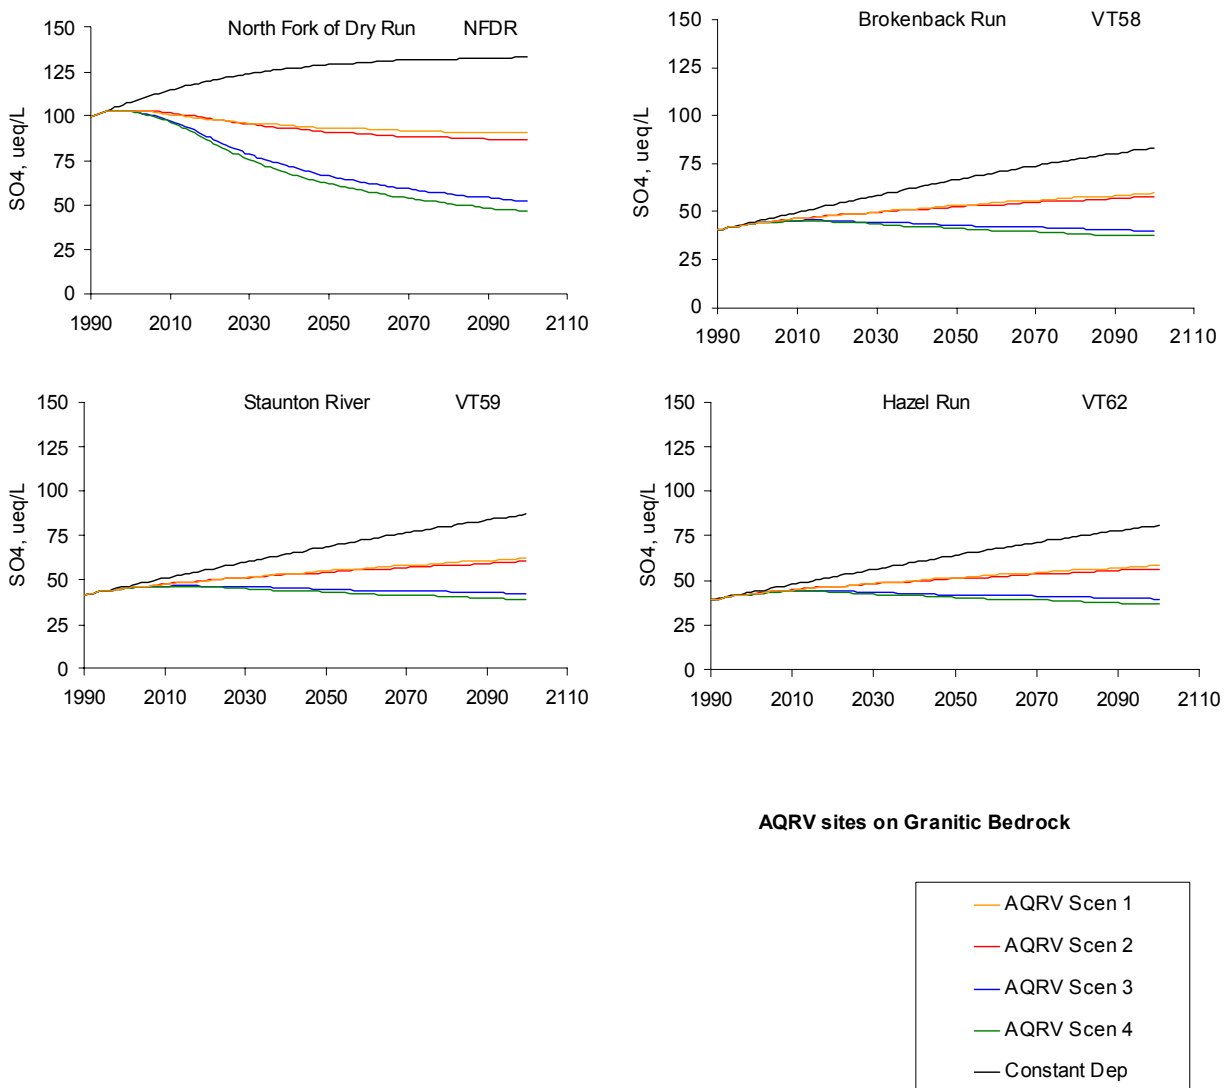 North Fork of Dry Run NFDR
SO4, ueq/L
150
125
100
75
50
25
0
1990 2010 2030 2050 2070 2090 2110
Brokenback Run VT58
SO4, ueq/L
150
125
100
75
50
25
0
1990 2010 2030 2050 2070 2090 2110
Staunton River VT59
SO4, ueq/L
150
125
100
75
50
25
0
1990 2010 2030 2050 2070 2090 2110
Hazel Run VT62
SO4, ueq/L
150
125
100
75
50
25
0
1990 2010 2030 2050 2070 2090 2110
AQRV sites on Granitic Bedrock
AQRV Scen 1
AQRV Scen 2
AQRV Scen 3
AQRV Scen 4
Constant Dep